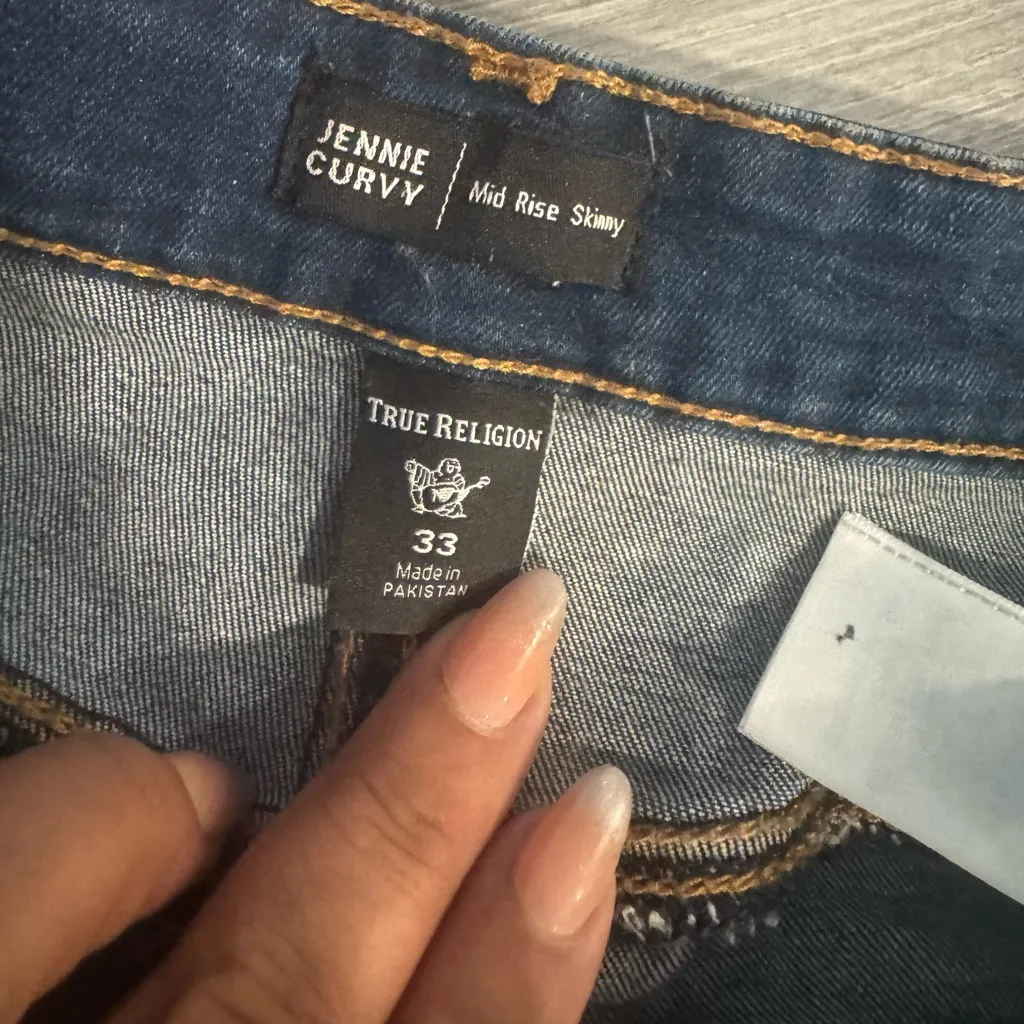 JENNIE
CURVY
Mid Rise Skinny
TRUE RELIGION
33
Made in
PAKISTAN